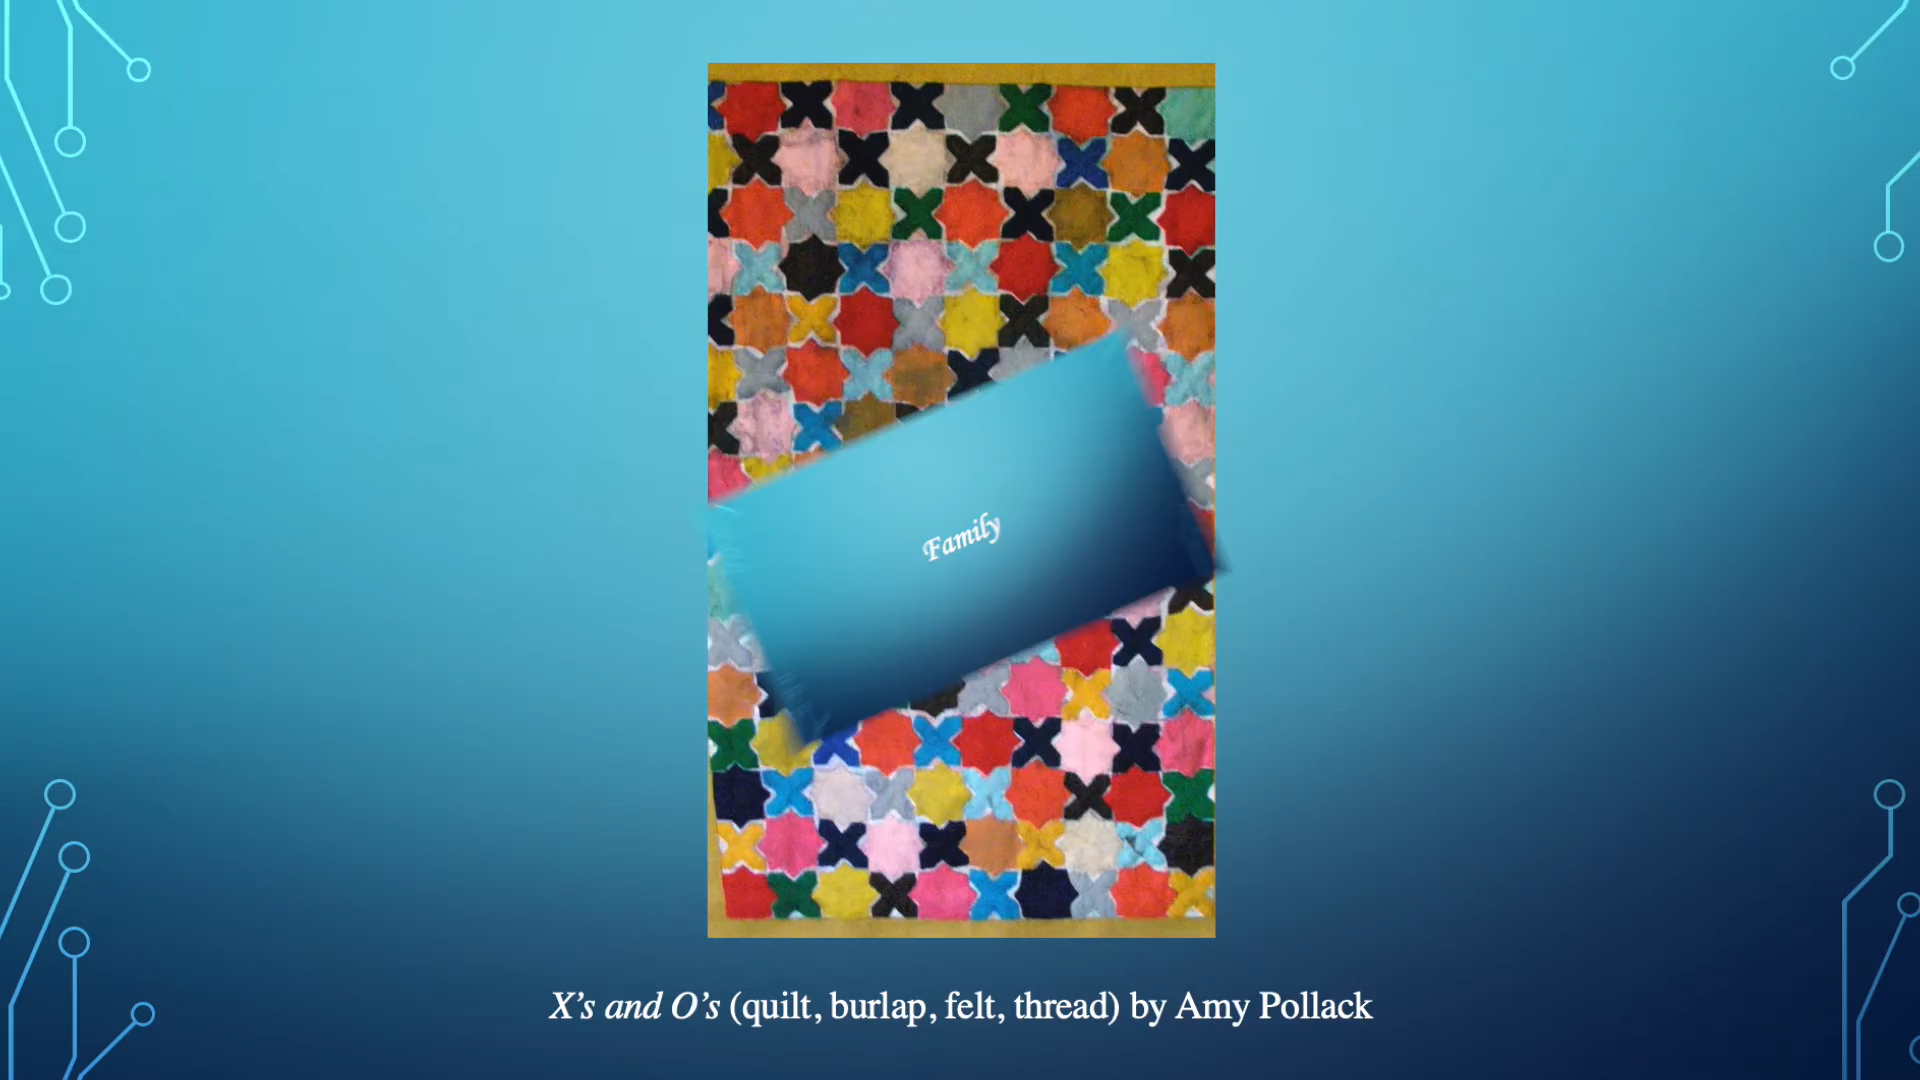 Family
X’s and O’s (quilt, burlap, felt, thread) by Amy Pollack